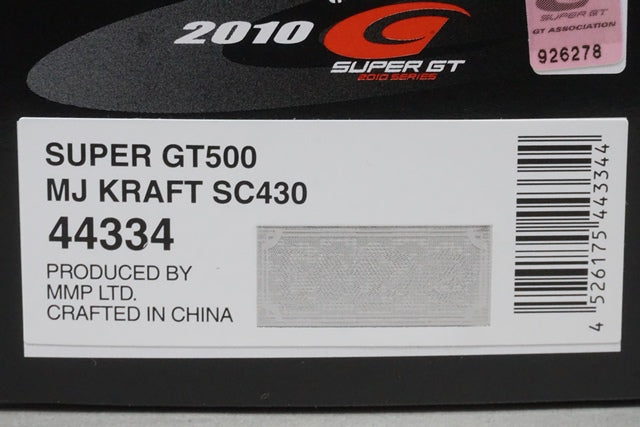 2010
SUPER GT
2010 SERIES
SUPER GT
GT ASSOCIATION
926278
SUPER GT500
MJ KRAFT SC430
44334
PRODUCED BY
MMP LTD.
CRAFTED IN CHINA
4 526175 443344